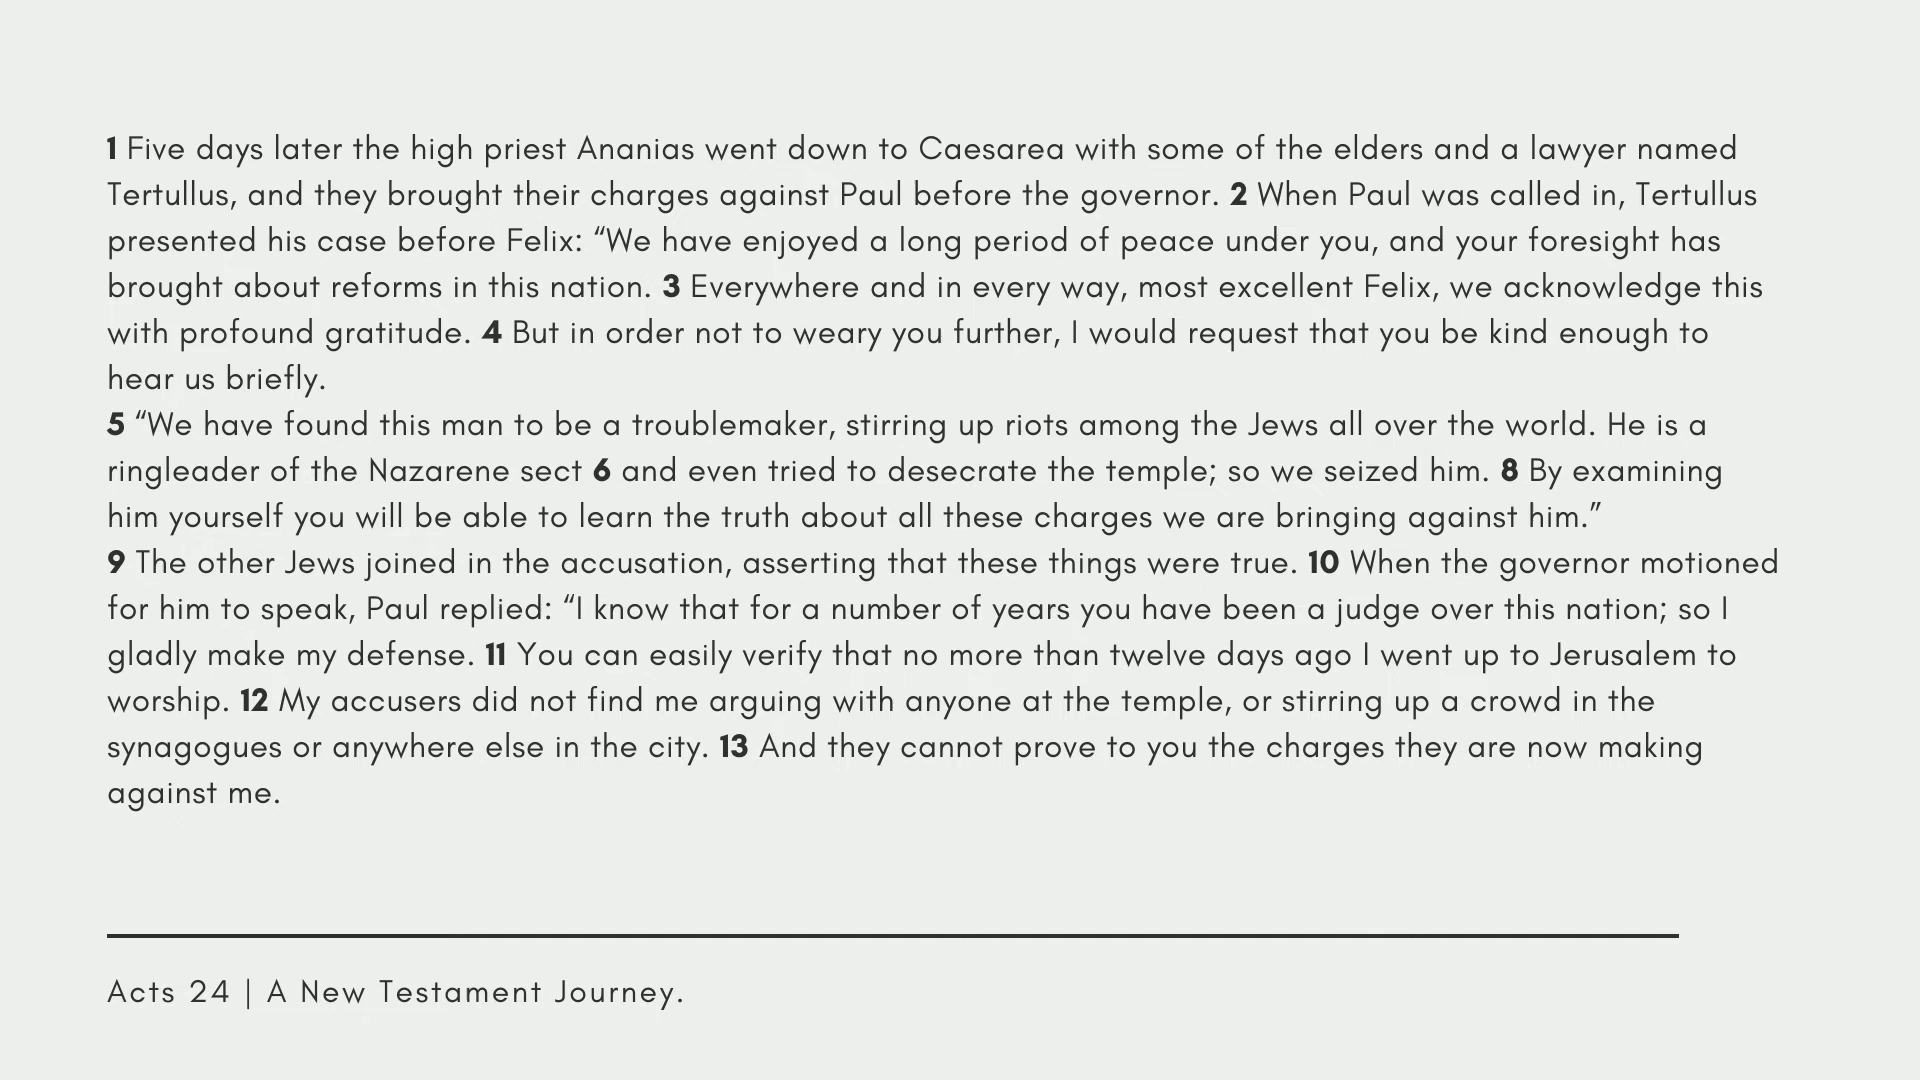 1 Five days later the high priest Ananias went down to Caesarea with some of the elders and a lawyer named
Tertullus, and they brought their charges against Paul before the governor. 2 When Paul was called in, Tertullus
presented his case before Felix: “We have enjoyed a long period of peace under you, and your foresight has
brought about reforms in this nation. 3 Everywhere and in every way, most excellent Felix, we acknowledge this
with profound gratitude. 4 But in order not to weary you further, I would request that you be kind enough to
hear us briefly.
5 “We have found this man to be a troublemaker, stirring up riots among the Jews all over the world. He is a
ringleader of the Nazarene sect 6 and even tried to desecrate the temple; so we seized him. 8 By examining
him yourself you will be able to learn the truth about all these charges we are bringing against him.”
9 The other Jews joined in the accusation, asserting that these things were true. 10 When the governor motioned
for him to speak, Paul replied: “I know that for a number of years you have been a judge over this nation; so I
gladly make my defense. 11 You can easily verify that no more than twelve days ago I went up to Jerusalem to
worship. 12 My accusers did not find me arguing with anyone at the temple, or stirring up a crowd in the
synagogues or anywhere else in the city. 13 And they cannot prove to you the charges they are now making
against me.
Acts 24 | A New Testament Journey.